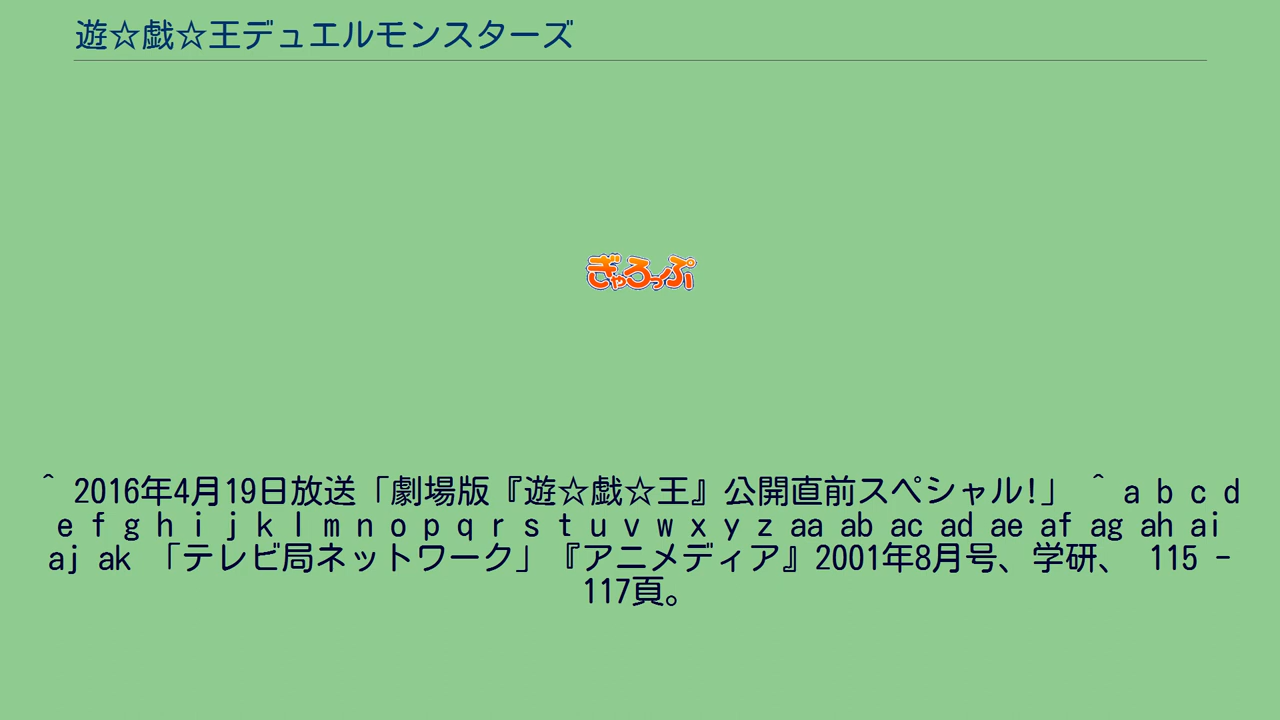 遊☆戯☆王デュエルモンスターズ
ぎゃろっぷ
^ 2016年4月19日放送「劇場版『遊☆戯☆王』公開直前スペシャル!」 ^ a b c d
e f g h i j k l m n o p q r s t u v w x y z aa ab ac ad ae af ag ah ai
aj ak 「テレビ局ネットワーク」『アニメディア』2001年8月号、学研、 115 -
117頁。